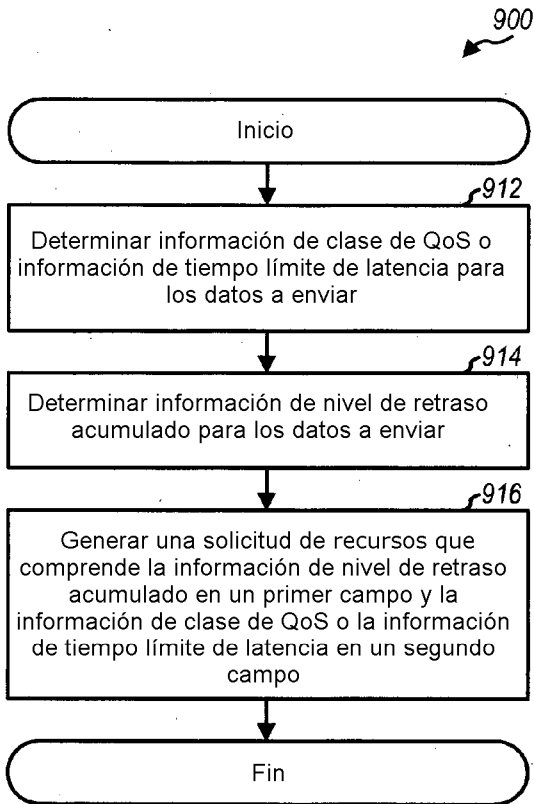 900
Inicio
912
Determinar información de clase de QoS o
información de tiempo límite de latencia para
los datos a enviar
914
Determinar información de nivel de retraso
acumulado para los datos a enviar
916
Generar una solicitud de recursos que
comprende la información de nivel de retraso
acumulado en un primer campo y la
información de clase de QoS o la información
de tiempo límite de latencia en un segundo
campo
Fin